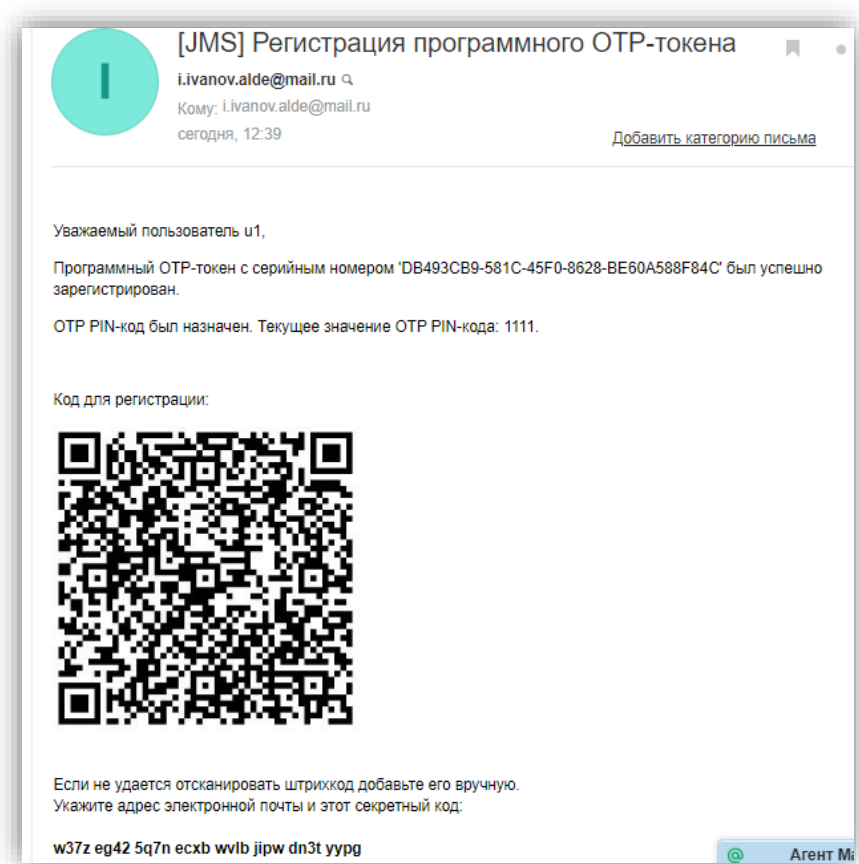 [JMS] Регистрация программного ОТР-токена
I
i.ivanov.alde@mail.ru
Кому: i.ivanov.alde@mail.ru
сегодня, 12:39
Добавить категорию письма
Уважаемый пользователь u1,
Программный ОТР-токен с серийным номером 'DB493CB9-581C-45F0-8628-BE60A588F84C' был успешно
зарегистрирован.
OTP PIN-код был назначен. Текущее значение OTP PIN-кода: 1111.
Код для регистрации:
Если не удается отсканировать штрихкод добавьте его вручную.
Укажите адрес электронной почты и этот секретный код:
w37z eg42 5q7n ecxb wvlb jipw dn3t yypg
@ Агент Ma